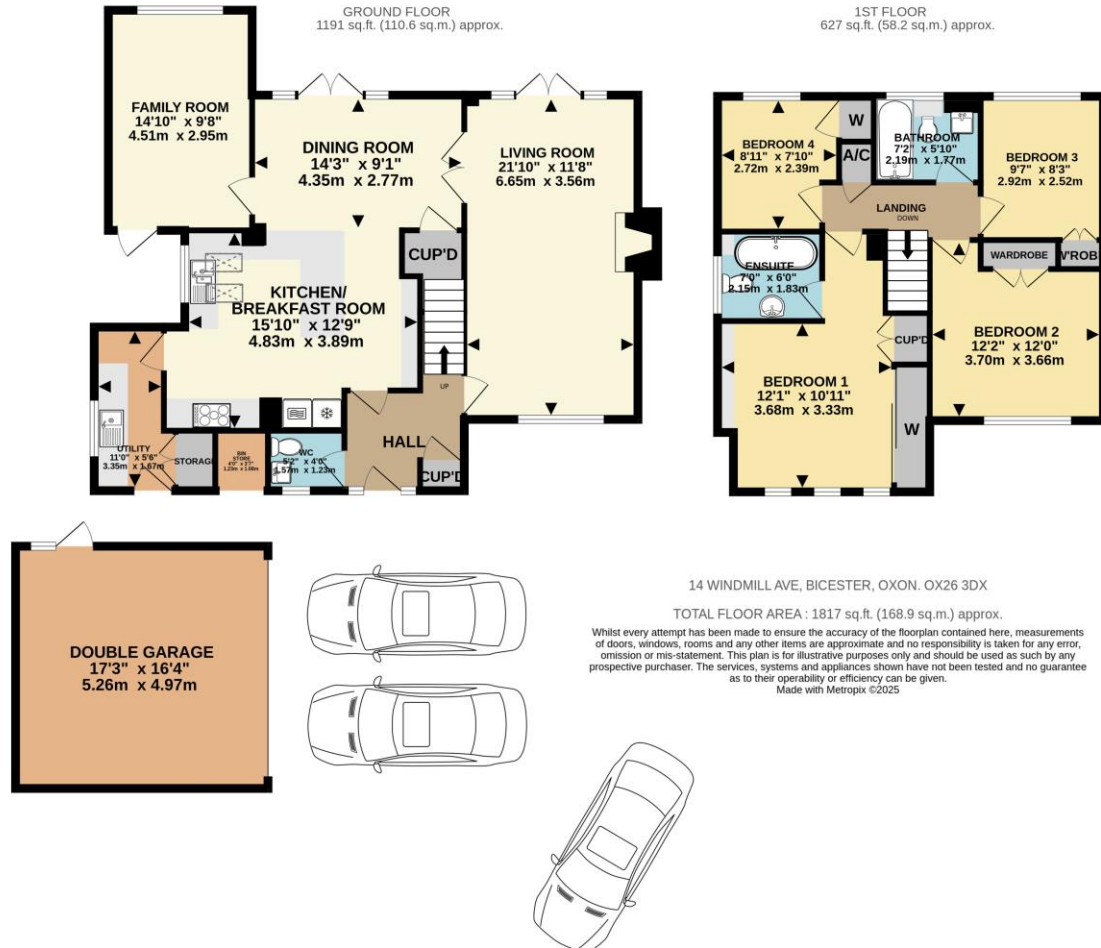 GROUND FLOOR
1191 sq.ft. (110.6 sq.m.) approx.
FAMILY ROOM
14'10" x 9'8"
4.51m x 2.95m
DINING ROOM
14'3" x 9'1"
4.35m x 2.77m
LIVING ROOM
21'10" x 11'8"
6.65m x 3.56m
CUP'D
KITCHEN/
BREAKFAST ROOM
15'10" x 12'9"
4.83m x 3.89m
UP
HALL
CUP'D
UTILITY
11'0" x 5'6"
3.35m x 1.67m
STORAGE
BIN
STORE
WC
5'2" x 4'0"
1.57m x 1.23m
1ST FLOOR
627 sq.ft. (58.2 sq.m.) approx.
BEDROOM 4
8'11" x 7'10"
2.72m x 2.39m
W
A/C
BATHROOM
7'2" x 5'10"
2.19m x 1.77m
BEDROOM 3
9'7" x 8'3"
2.92m x 2.52m
LANDING
DOWN
ENSUITE
7'0" x 6'0"
2.15m x 1.83m
WARDROBE
W'ROBE
CUP'D
BEDROOM 2
12'2" x 12'0"
3.70m x 3.66m
BEDROOM 1
12'1" x 10'11"
3.68m x 3.33m
W
DOUBLE GARAGE
17'3" x 16'4"
5.26m x 4.97m
14 WINDMILL AVE, BICESTER, OXON. OX26 3DX
TOTAL FLOOR AREA : 1817 sq.ft. (168.9 sq.m.) approx.
Whilst every attempt has been made to ensure the accuracy of the floorplan contained here, measurements
of doors, windows, rooms and any other items are approximate and no responsibility is taken for any error,
omission or mis-statement. This plan is for illustrative purposes only and should be used as such by any
prospective purchaser. The services, systems and appliances shown have not been tested and no guarantee
as to their operability or efficiency can be given.
Made with Metropix ©2025